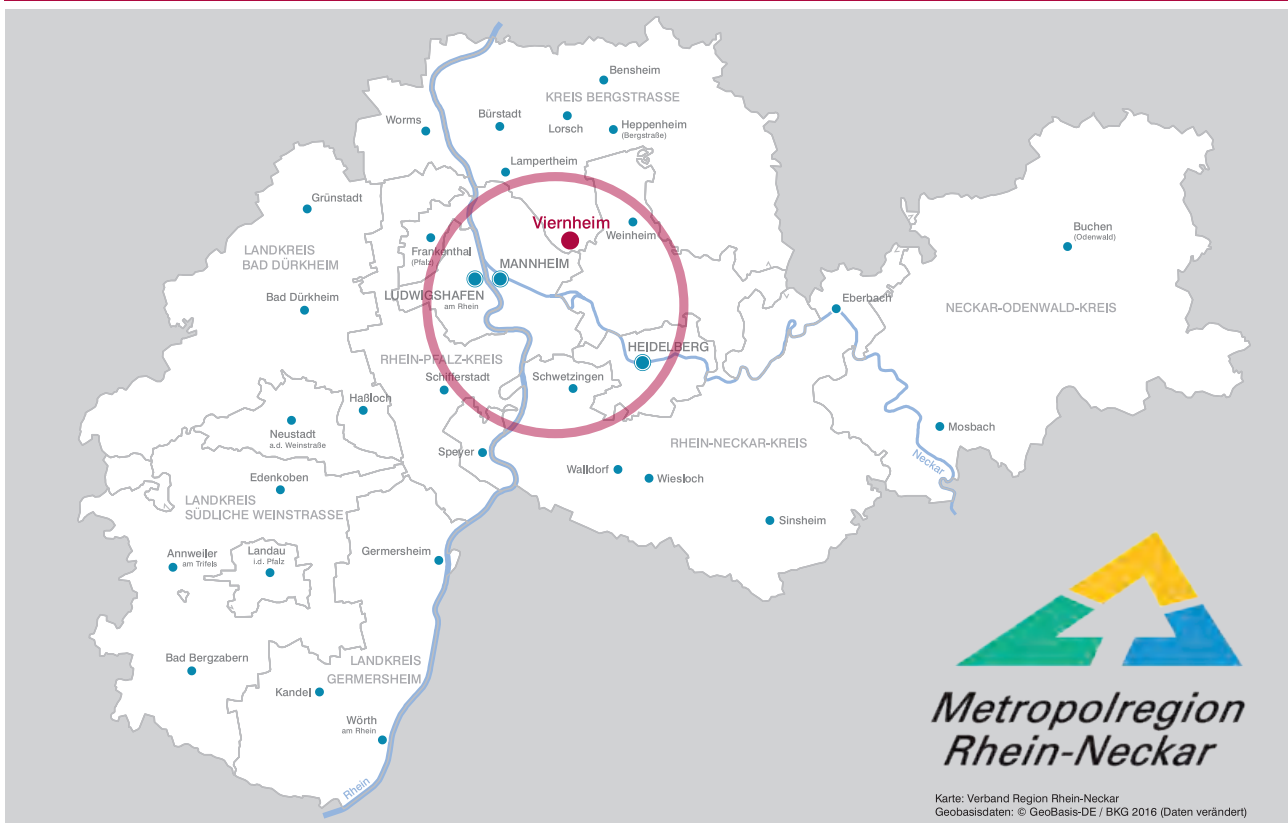 Bensheim
KREIS BERGSTRASSE
Worms
Bürstadt
Lorsch
Heppenheim
(Bergstraße)
Lampertheim
Grünstadt
Viernheim
Weinheim
Buchen
(Odenwald)
Frankenthal
(Pfalz)
LANDKREIS
BAD DÜRKHEIM
MANNHEIM
LUDWIGSHAFEN
am Rhein
Bad Dürkheim
Eberbach
NECKAR-ODENWALD-KREIS
HEIDELBERG
RHEIN-PFALZ-KREIS
Schifferstadt
Schwetzingen
Haßloch
Neustadt
a.d. Weinstraße
Mosbach
RHEIN-NECKAR-KREIS
Speyer
Neckar
Walldorf
Wiesloch
Edenkoben
LANDKREIS
SÜDLICHE WEINSTRASSE
Sinsheim
Annweiler
am Trifels
Landau
i.d. Pfalz
Germersheim
Bad Bergzabern
LANDKREIS
GERMERSHEIM
Kandel
Wörth
am Rhein
Rhein
Metropolregion
Rhein-Neckar
Karte: Verband Region Rhein-Neckar
Geobasisdaten: © GeoBasis-DE / BKG 2016 (Daten verändert)